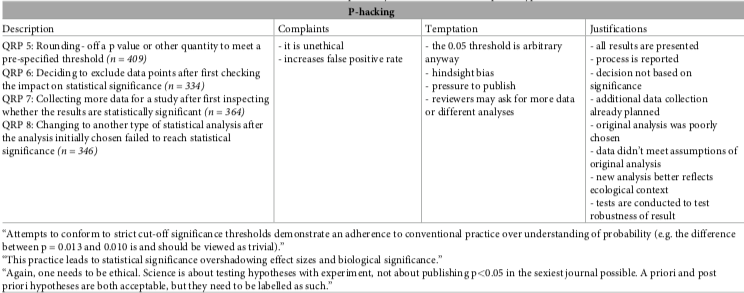 P-hacking
Description
Complaints
Temptation
Justifications
QRP 5: Rounding-off a p value or other quantity to meet a
pre-specified threshold (n = 409)
QRP 6: Deciding to exclude data points after first checking
the impact on statistical significance (n = 334)
QRP 7: Collecting more data for a study after first inspecting
whether the results are statistically significant (n = 364)
QRP 8: Changing to another type of statistical analysis after
the analysis initially chosen failed to reach statistical
significance (n = 346)
- it is unethical
- increases false positive rate
- the 0.05 threshold is arbitrary
anyway
- hindsight bias
- pressure to publish
- reviewers may ask for more data
or different analyses
- all results are presented
- process is reported
- decision not based on
significance
- additional data collection
already planned
- original analysis was poorly
chosen
- data didn't meet assumptions of
original analysis
- new analysis better reflects
ecological context
- tests are conducted to test
robustness of result
"Attempts to conform to strict cut-off significance thresholds demonstrate an adherence to conventional practice over understanding of probability (e.g. the difference
between p = 0.013 and 0.010 is and should be viewed as trivial)."
"This practice leads to statistical significance overshadowing effect sizes and biological significance."
"Again, one needs to be ethical. Science is about testing hypotheses with experiment, not about publishing p<0.05 in the sexiest journal possible. A priori and post
priori hypotheses are both acceptable, but they need to be labelled as such."